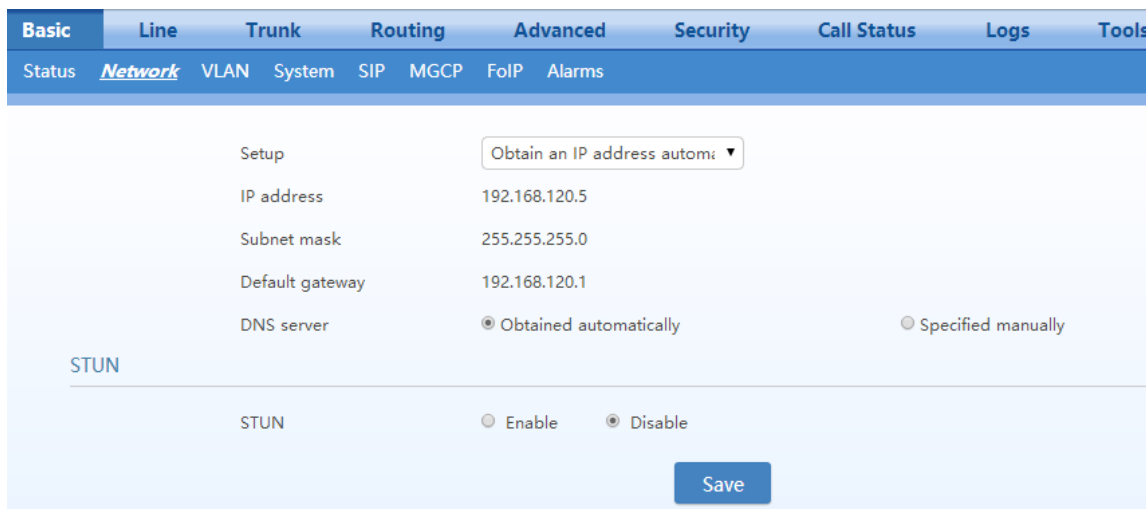 Basic Line Trunk Routing Advanced Security Call Status Logs Tools
Status Network VLAN System SIP MGCP FoIP Alarms
Setup Obtain an IP address automa
IP address 192.168.120.5
Subnet mask 255.255.255.0
Default gateway 192.168.120.1
DNS server Obtained automatically Specified manually
STUN
STUN Enable Disable
Save